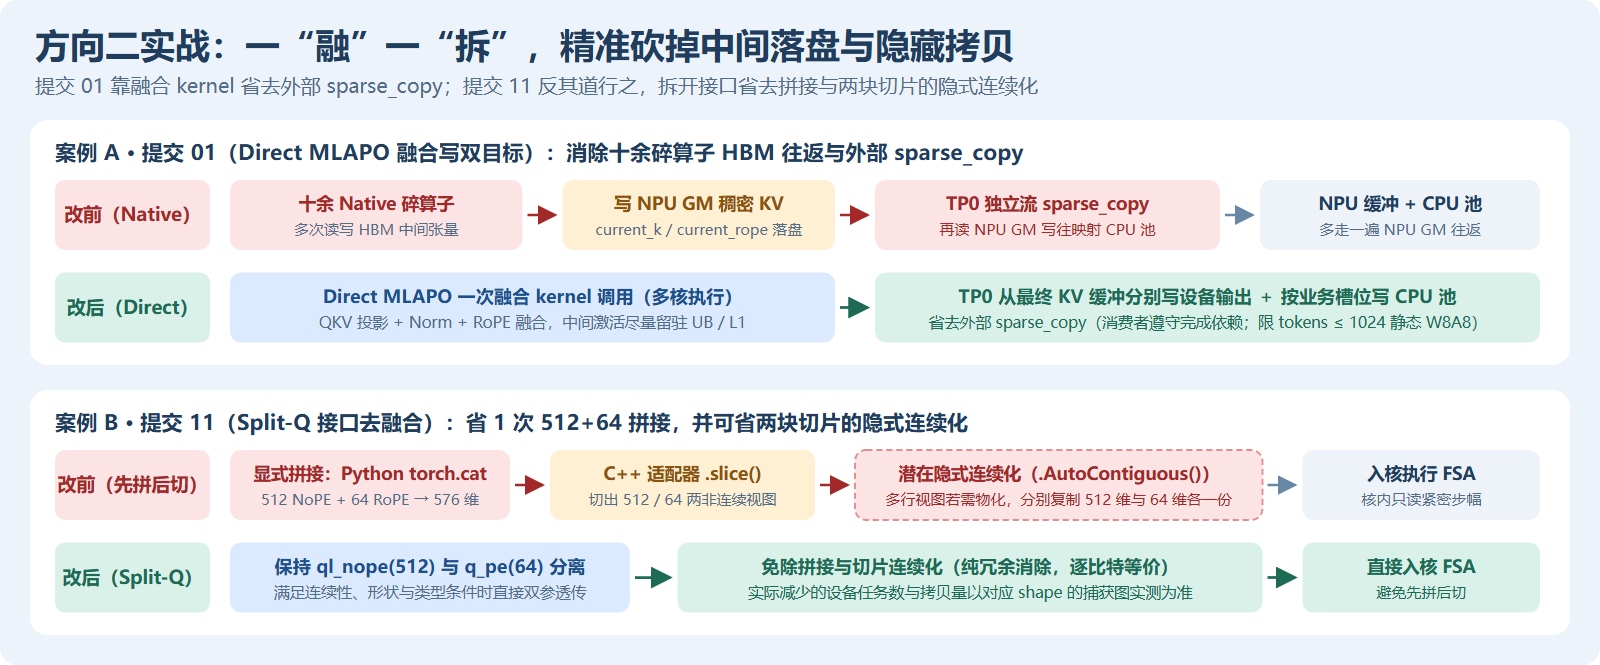 方向二实战：一“融”一“拆”，精准砍掉中间落盘与隐藏拷贝
提交 01 靠融合 kernel 省去外部 sparse_copy；提交 11 反其道行之，拆开接口省去拼接与两块切片的隐式连续化
案例 A • 提交 01（Direct MLAPO 融合写双目标）：消除十余碎算子 HBM 往返与外部 sparse_copy
改前（Native）
十余 Native 碎算子
多次读写 HBM 中间张量
写 NPU GM 稠密 KV
current_k / current_rope 落盘
TP0 独立流 sparse_copy
再读 NPU GM 写往映射 CPU 池
NPU 缓冲 + CPU 池
多走一遍 NPU GM 往返
改后（Direct）
Direct MLAPO 一次融合 kernel 调用（多核执行）
QKV 投影 + Norm + RoPE 融合，中间激活尽量留驻 UB / L1
TP0 从最终 KV 缓冲分别写设备输出 + 按业务槽位写 CPU 池
省去外部 sparse_copy（消费者遵守完成依赖；限 tokens ≤ 1024 静态 W8A8）
案例 B • 提交 11（Split-Q 接口去融合）：省 1 次 512+64 拼接，并可省两块切片的隐式连续化
改前（先拼后切）
显式拼接：Python torch.cat
512 NoPE + 64 RoPE → 576 维
C++ 适配器 .slice()
切出 512 / 64 两非连续视图
潜在隐式连续化（.AutoContiguous()）
多行视图若需物化，分别复制 512 维与 64 维各一份
入核执行 FSA
核内只读紧密步幅
改后（Split-Q）
保持 ql_nope(512) 与 q_pe(64) 分离
满足连续性、形状与类型条件时直接双参透传
免除拼接与切片连续化（纯冗余消除，逐比特等价）
实际减少的设备任务数与拷贝量以对应 shape 的捕获图实测为准
直接入核 FSA
避免先拼后切